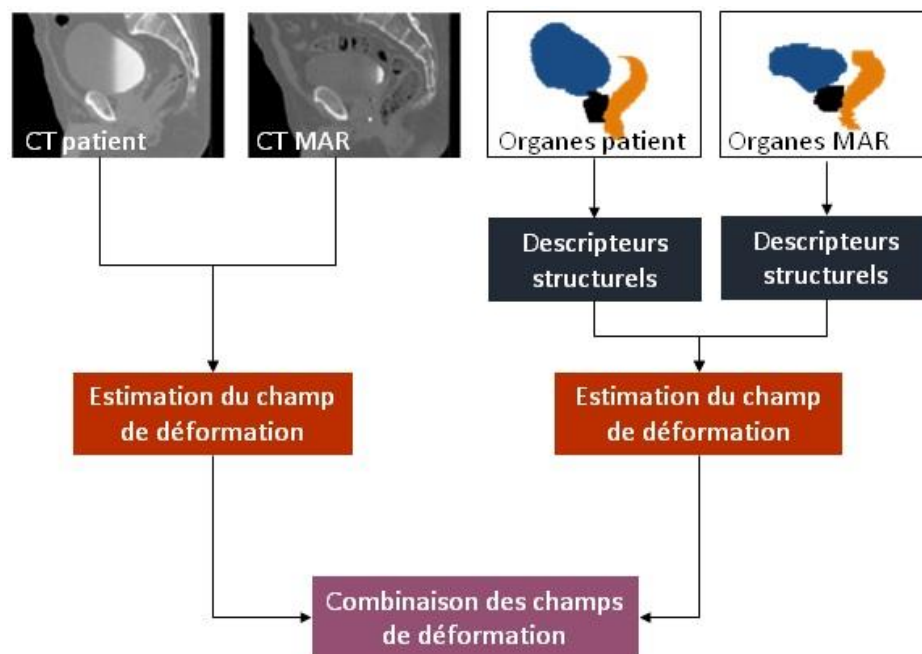 CT patient
CT MAR
Organes patient
Organes MAR
Descripteurs
structurels
Descripteurs
structurels
Estimation du champ
de déformation
Estimation du champ
de déformation
Combinaison des champs
de déformation